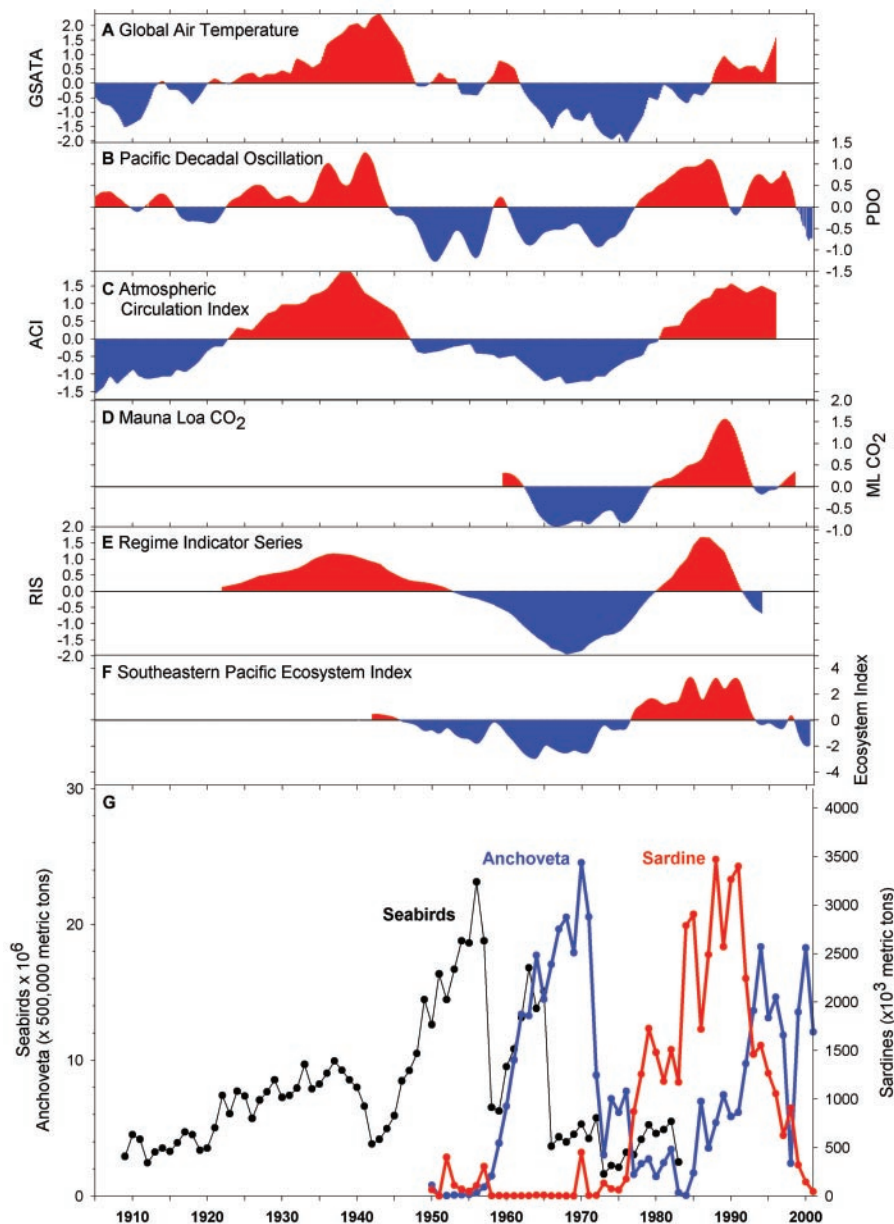 A Global Air Temperature
GSATA
2.0
1.5
1.0
0.5
0.0
-0.5
-1.0
-1.5
-2.0
B Pacific Decadal Oscillation
1.5
1.0
0.5
0.0
-0.5
-1.0
-1.5
PDO
C Atmospheric
Circulation Index
ACI
1.5
1.0
0.5
0.0
-0.5
-1.0
-1.5
D Mauna Loa CO2
2.0
1.5
1.0
0.5
0.0
-0.5
-1.0
ML CO2
E Regime Indicator Series
RIS
2.0
1.5
1.0
0.5
0.0
-0.5
-1.0
-1.5
-2.0
F Southeastern Pacific Ecosystem Index
4
2
0
-2
-4
Ecosystem Index
G
Seabirds x 10^6
Anchoveta (x 500,000 metric tons)
30
20
10
0
Seabirds
Anchoveta
Sardine
4000
3500
3000
2500
2000
1500
1000
500
0
Sardines (x10^3 metric tons)
1910 1920 1930 1940 1950 1960 1970 1980 1990 2000